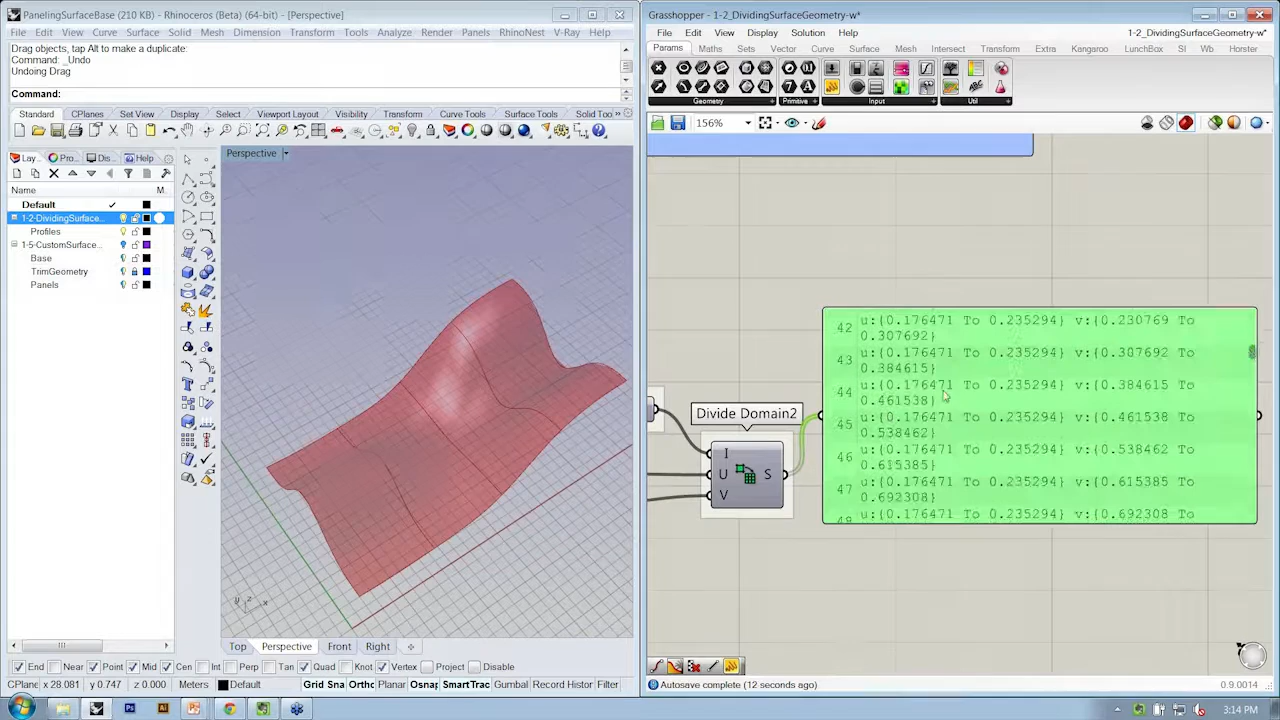 PanelingSurfaceBase (210 KB) - Rhinoceros (Beta) (64-bit) - [Perspective]
File Edit View Curve Surface Solid Mesh Dimension Transform Tools Analyze Render Panels RhinoNest V-Ray Help
Drag objects, tap Alt to make a duplicate:
Command: _Undo
Undoing Drag
Command:
Standard CPlanes Set View Display Select Viewport Layout Visibility Transform Curve Tools Surface Tools Solid Too
Lay... Pro... Dis... Help
Name M.
Default
1-2-DividingSurface...
Profiles
1-5-CustomSurface...
Base
TrimGeometry
Panels
Perspective
y z x
Top Perspective Front Right
End Near Point Mid Cen Int Perp Tan Quad Knot Vertex Project Disable
CPlane x 28.081 y 0.747 z 0.000 Meters Default Grid Sna Ortho Planar Osnap SmartTrac Gumbal Record Histor Filter
Grasshopper - 1-2_DividingSurfaceGeometry-w*
File Edit View Display Solution Help 1-2_DividingSurfaceGeometry-w*
Params Maths Sets Vector Curve Surface Mesh Intersect Transform Extra Kangaroo LunchBox SI Wb Horster
Geometry Primitive Input Util
156%
Divide Domain2
I
U S
V
42 u:{0.176471 To 0.235294} v:{0.230769 To
0.307692}
43 u:{0.176471 To 0.235294} v:{0.307692 To
0.384615}
44 u:{0.176471 To 0.235294} v:{0.384615 To
0.461538}
45 u:{0.176471 To 0.235294} v:{0.461538 To
0.538462}
46 u:{0.176471 To 0.235294} v:{0.538462 To
0.615385}
47 u:{0.176471 To 0.235294} v:{0.615385 To
0.692308}
48 u:{0.176471 To 0.235294} v:{0.692308 To
Autosave complete (12 seconds ago)
0.9.0014
3:14 PM